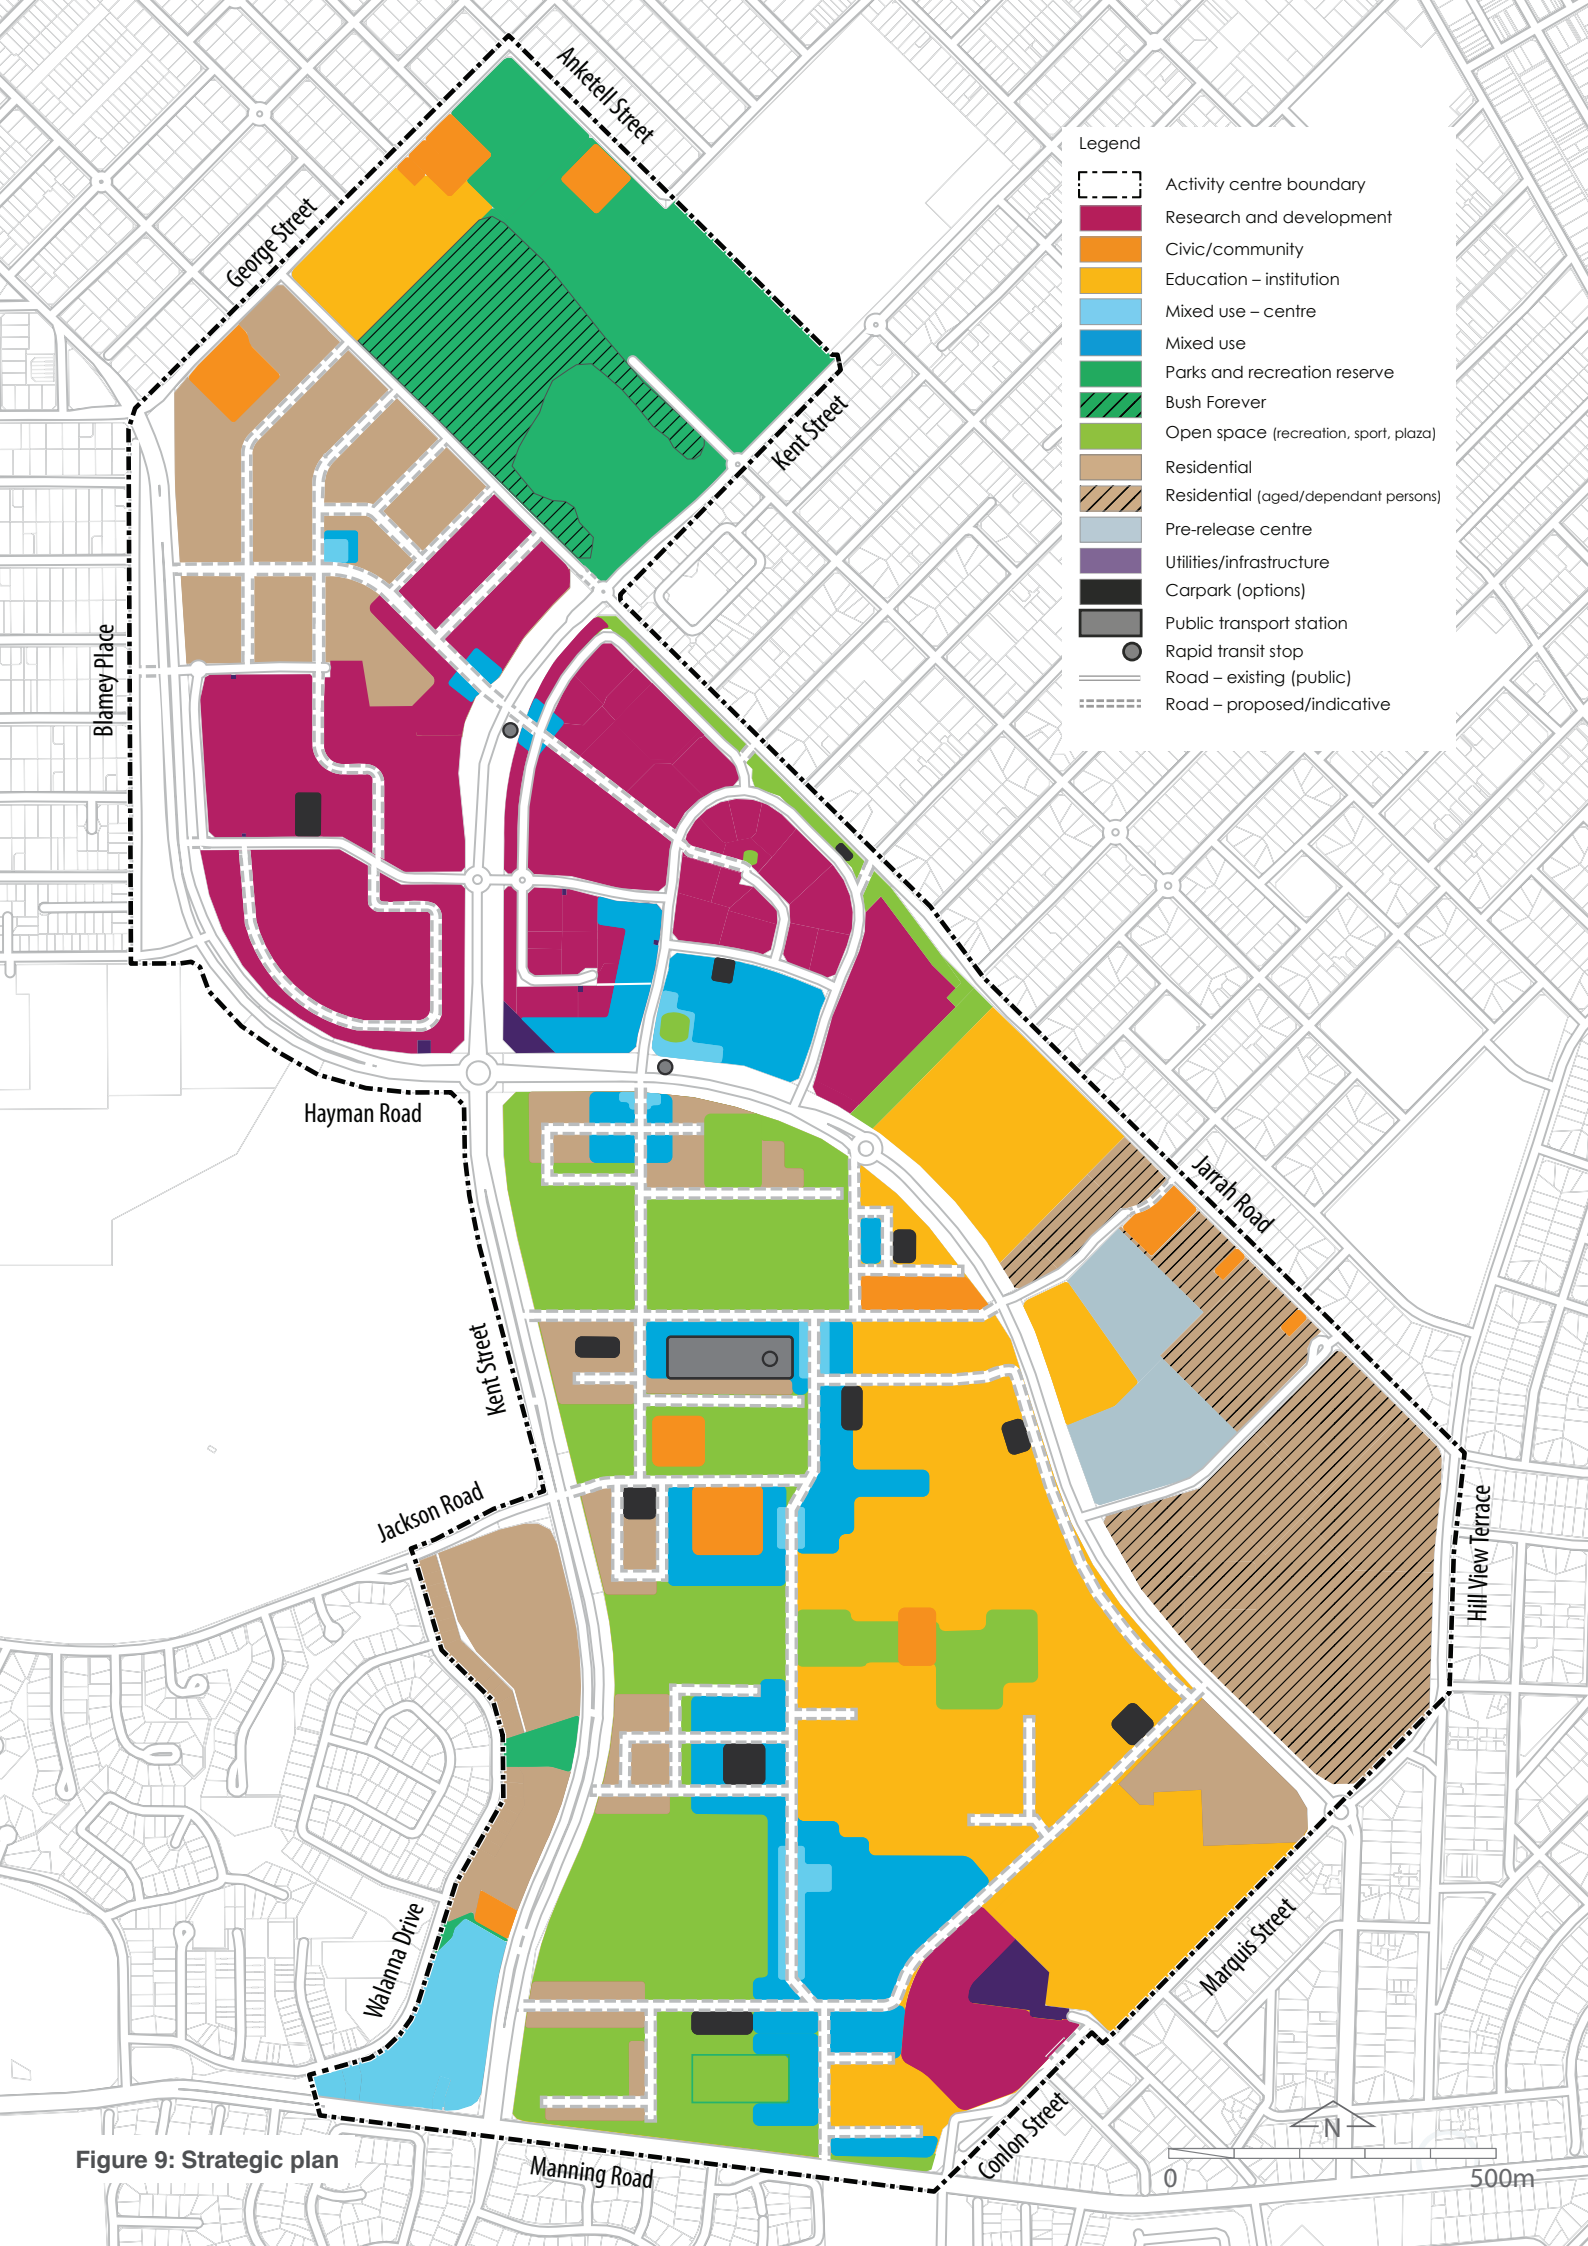 Anketell Street
George Street
Kent Street
Blamey Place
Hayman Road
Jarrah Road
Kent Street
Jackson Road
Hill View Terrace
Walanna Drive
Marquis Street
Conlon Street
Manning Road
Legend
Activity centre boundary
Research and development
Civic/community
Education – institution
Mixed use – centre
Mixed use
Parks and recreation reserve
Bush Forever
Open space (recreation, sport, plaza)
Residential
Residential (aged/dependant persons)
Pre-release centre
Utilities/infrastructure
Carpark (options)
Public transport station
Rapid transit stop
Road – existing (public)
Road – proposed/indicative
N
0 500m
Figure 9: Strategic plan